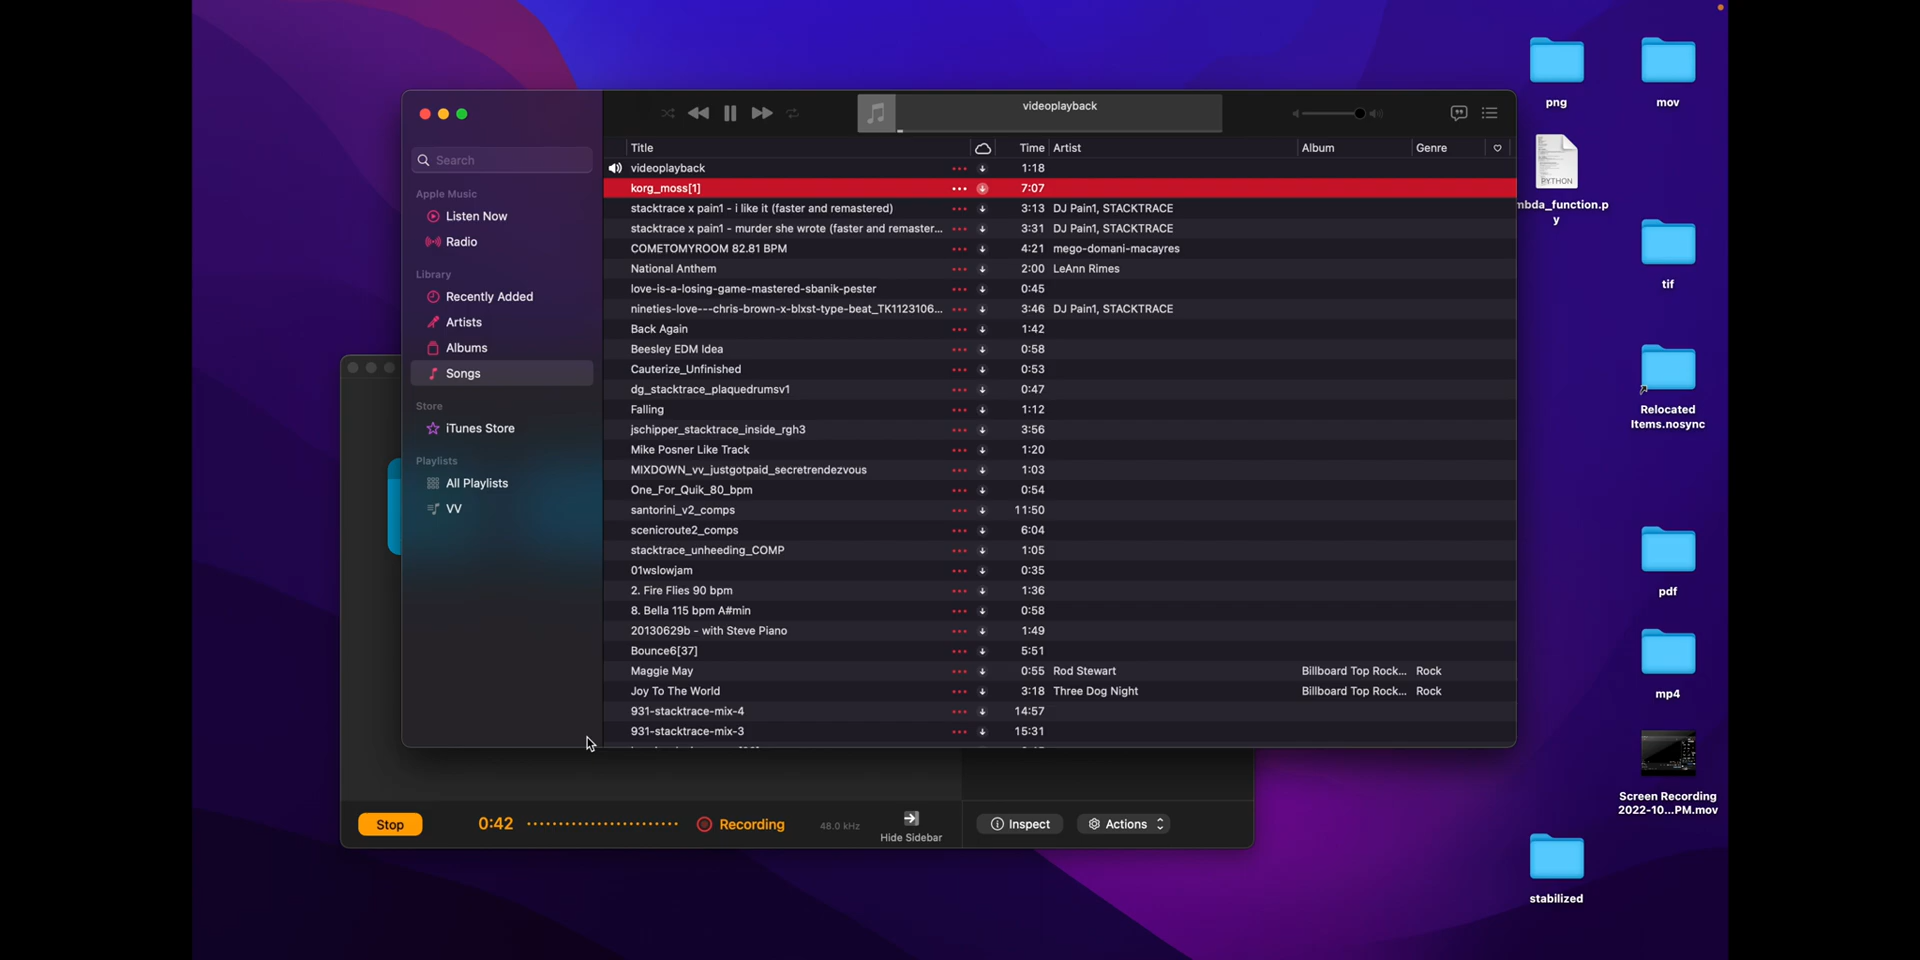 videoplayback
Search
Apple Music
Listen Now
Radio
Library
Recently Added
Artists
Albums
Songs
Store
iTunes Store
Playlists
All Playlists
VV
Title Time Artist Album Genre
videoplayback 1:18
korg_moss[1] 7:07
stacktrace x pain1 - i like it (faster and remastered) 3:13 DJ Pain1, STACKTRACE
stacktrace x pain1 - murder she wrote (faster and remaster... 3:31 DJ Pain1, STACKTRACE
COMETOMYROOM 82.81 BPM 4:21 mego-domani-macayres
National Anthem 2:00 LeAnn Rimes
love-is-a-losing-game-mastered-sbanik-pester 0:45
nineties-love---chris-brown-x-blxst-type-beat_TK1123106... 3:46 DJ Pain1, STACKTRACE
Back Again 1:42
Beesley EDM Idea 0:58
Cauterize_Unfinished 0:53
dg_stacktrace_plaquedrumsv1 0:47
Falling 1:12
jschipper_stacktrace_inside_rgh3 3:56
Mike Posner Like Track 1:20
MIXDOWN_vv_justgotpaid_secretrendezvous 1:03
One_For_Quik_80_bpm 0:54
santorini_v2_comps 11:50
scenicroute2_comps 6:04
stacktrace_unheeding_COMP 1:05
01wslowjam 0:35
2. Fire Flies 90 bpm 1:36
8. Bella 115 bpm A#min 0:58
20130629b - with Steve Piano 1:49
Bounce6[37] 5:51
Maggie May 0:55 Rod Stewart Billboard Top Rock... Rock
Joy To The World 3:18 Three Dog Night Billboard Top Rock... Rock
931-stacktrace-mix-4 14:57
931-stacktrace-mix-3 15:31
Stop 0:42 Recording 48.0 kHz Hide Sidebar Inspect Actions
png
mov
PYTHON
mbda_function.p
y
tif
Relocated
Items.nosync
pdf
mp4
Screen Recording
2022-10...PM.mov
stabilized